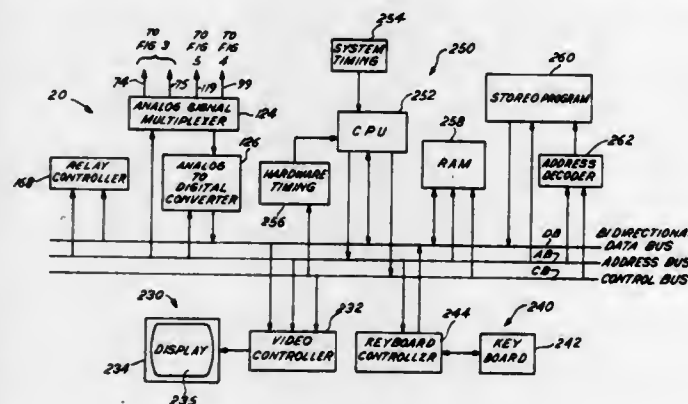 TO FIG 3
TO FIG 5
TO FIG 4
74
75
119
99
20
ANALOG SIGNAL MULTIPLEXER
124
254
SYSTEM TIMING
250
252
CPU
260
STORED PROGRAM
258
RAM
262
ADDRESS DECODER
168
RELAY CONTROLLER
126
ANALOG TO DIGITAL CONVERTER
HARDWARE TIMING
256
DB
BIDIRECTIONAL DATA BUS
AB
ADDRESS BUS
CB
CONTROL BUS
230
232
244
240
234
DISPLAY
235
VIDEO CONTROLLER
KEYBOARD CONTROLLER
KEY BOARD
242